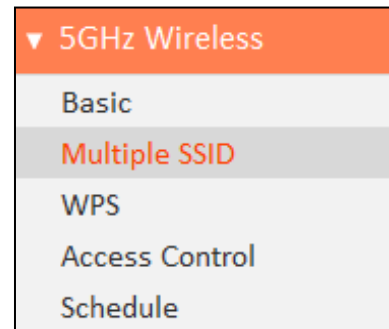 5GHz Wireless
Basic
Multiple SSID
WPS
Access Control
Schedule